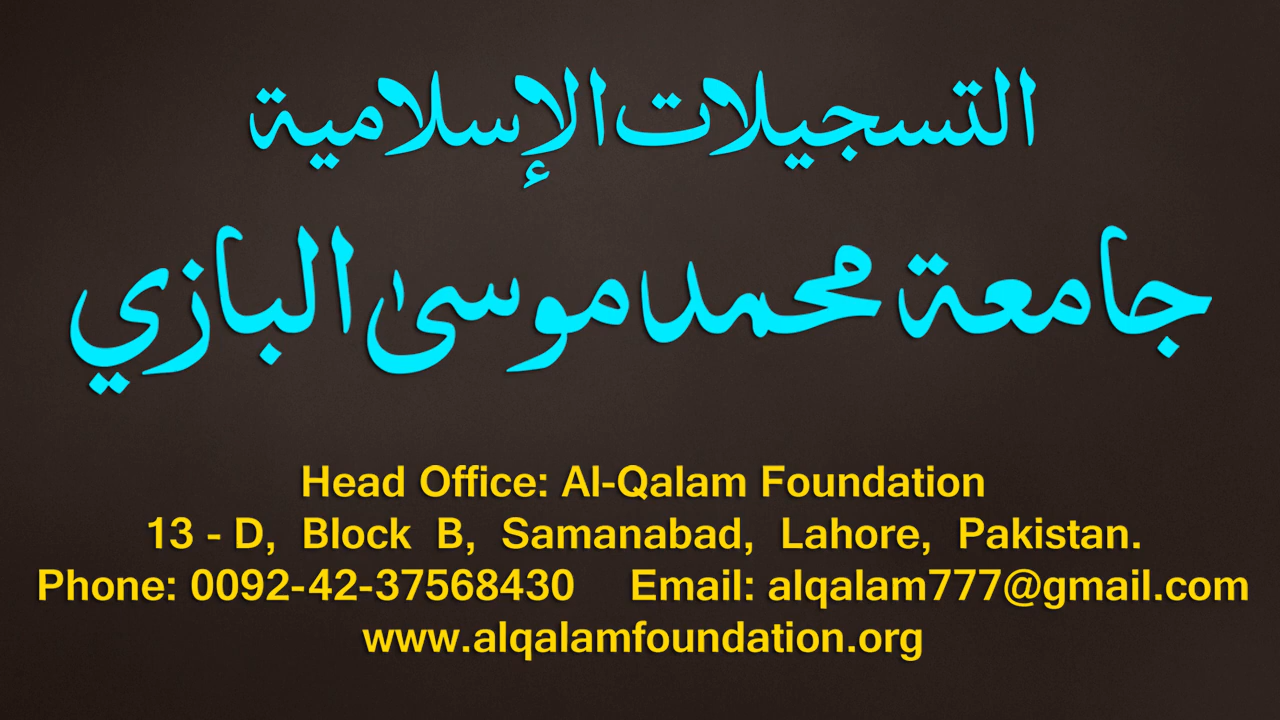 التسجيلات الإسلامية
جامعة محمد موسىٰ البازي
Head Office: Al-Qalam Foundation
13 - D, Block B, Samanabad, Lahore, Pakistan.
Phone: 0092-42-37568430 Email: alqalam777@gmail.com
www.alqalamfoundation.org